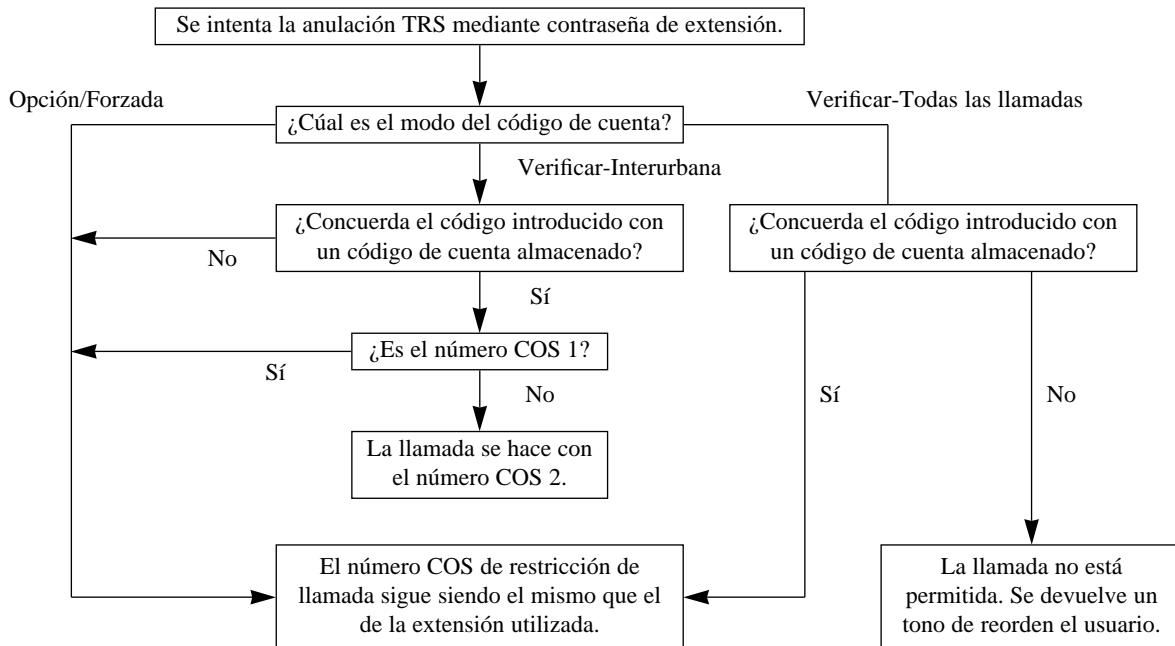 Se intenta la anulación TRS mediante contraseña de extensión.
Opción/Forzada
Verificar-Todas las llamadas
¿Cúal es el modo del código de cuenta?
Verificar-Interurbana
¿Concuerda el código introducido con
un código de cuenta almacenado?
¿Concuerda el código introducido con
un código de cuenta almacenado?
No
Sí
¿Es el número COS 1?
Sí
No
Sí
No
La llamada se hace con
el número COS 2.
El número COS de restricción de
llamada sigue siendo el mismo que el
de la extensión utilizada.
La llamada no está
permitida. Se devuelve un
tono de reorden el usuario.